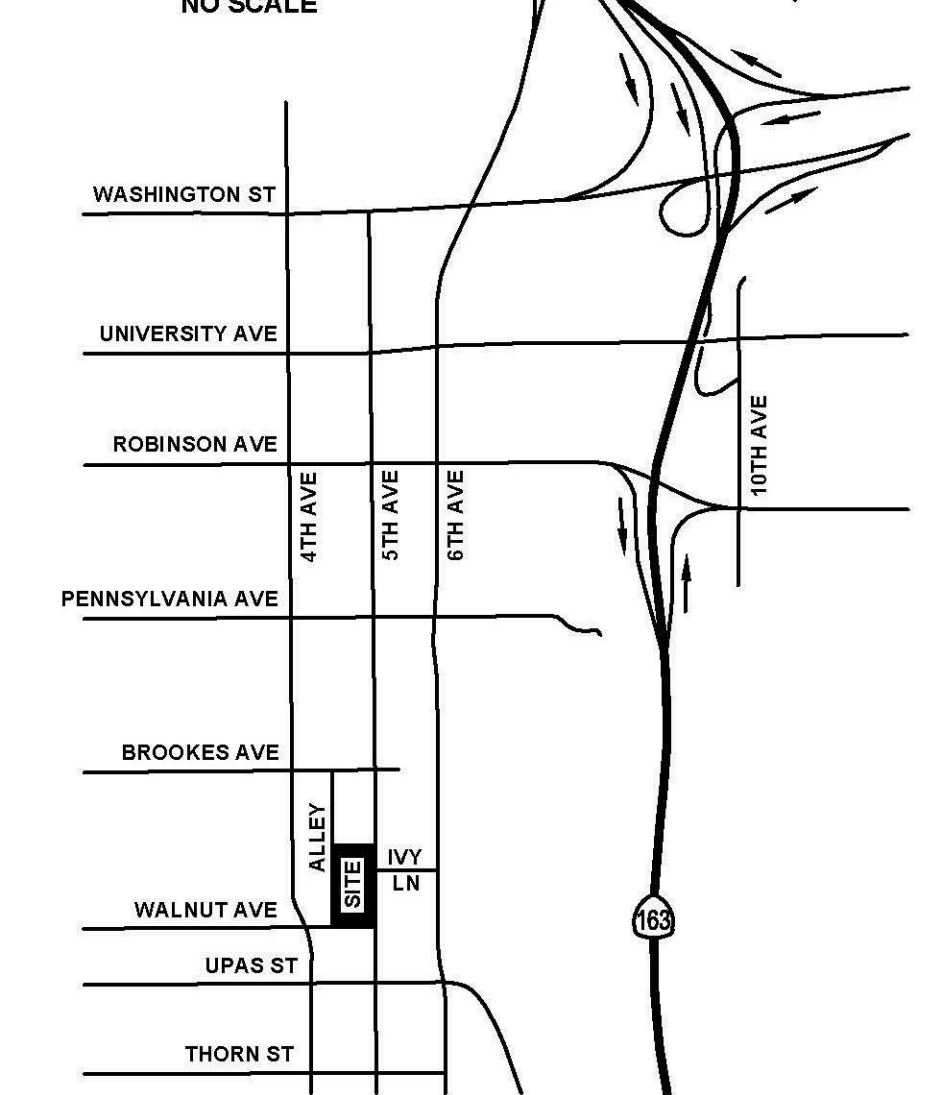 NO SCALE
WASHINGTON ST
UNIVERSITY AVE
ROBINSON AVE
4TH AVE
5TH AVE
6TH AVE
10TH AVE
PENNSYLVANIA AVE
BROOKES AVE
ALLEY
SITE
IVY
LN
WALNUT AVE
163
UPAS ST
THORN ST